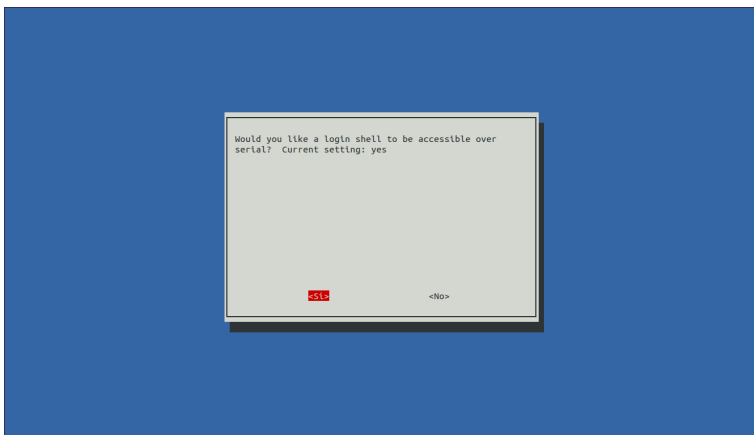 Would you like a login shell to be accessible over
serial?  Current setting: yes
<Sì> <No>